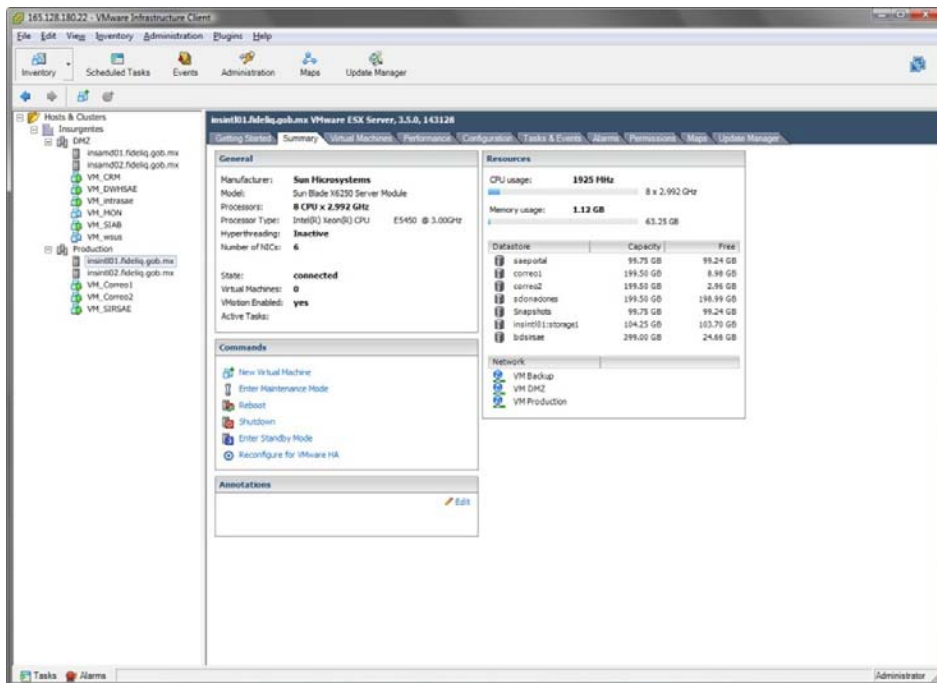 165.128.180.22 - VMware Infrastructure Client
File Edit View Inventory Administration Plugins Help
Inventory Scheduled Tasks Events Administration Maps Update Manager
Hosts & Clusters
Insurgentes
DMZ
insamd01.fideliq.gob.mx
insamd02.fideliq.gob.mx
VM_CRM
VM_DWHSAE
VM_intrasae
VM_MON
VM_SIAB
VM_wsus
Production
insintl01.fideliq.gob.mx
insintl02.fideliq.gob.mx
VM_Correo1
VM_Correo2
VM_SIRSAE
insintl01.fideliq.gob.mx VMware ESX Server, 3.5.0, 143128
Getting Started Summary Virtual Machines Performance Configuration Tasks & Events Alarms Permissions Maps Update Manager
General
Manufacturer: Sun Microsystems
Model: Sun Blade X6250 Server Module
Processors: 8 CPU x 2.992 GHz
Processor Type: Intel(R) Xeon(R) CPU E5450 @ 3.00GHz
Hyperthreading: Inactive
Number of NICs: 6
State: connected
Virtual Machines: 0
VMotion Enabled: yes
Active Tasks:
Commands
New Virtual Machine
Enter Maintenance Mode
Reboot
Shutdown
Enter Standby Mode
Reconfigure for VMware HA
Annotations
Edit
Resources
CPU usage: 1925 MHz
8 x 2.992 GHz
Memory usage: 1.12 GB
63.25 GB
Datastore Capacity Free
saeportal 99.75 GB 99.24 GB
correo1 199.50 GB 8.98 GB
correo2 199.50 GB 2.96 GB
sdonadones 199.50 GB 198.99 GB
Snapshots 99.75 GB 99.24 GB
insintl01:storage1 104.25 GB 103.70 GB
bdsirsae 299.00 GB 24.66 GB
Network
VM Backup
VM DMZ
VM Production
Tasks Alarms Administrator